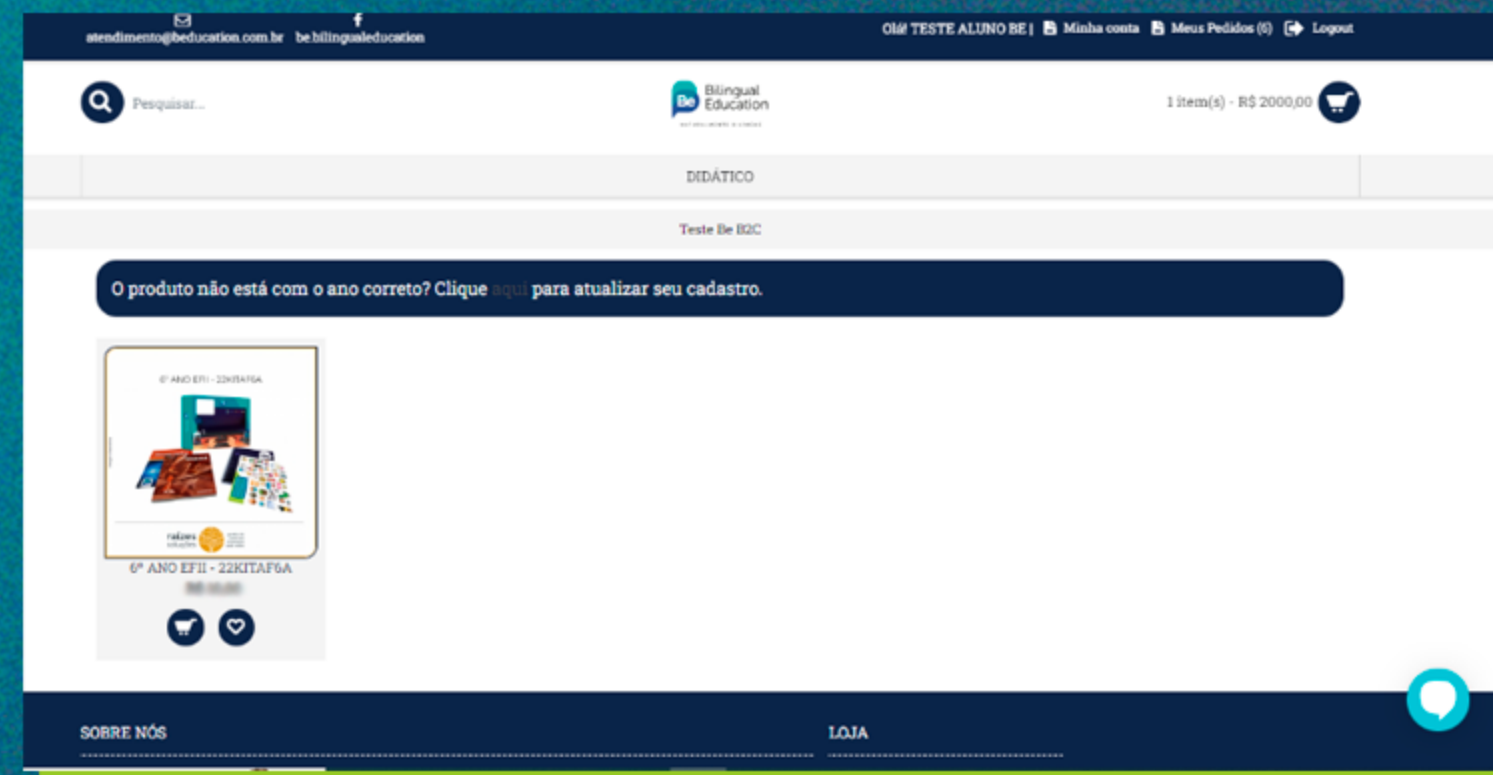 atendimento@beducation.com.br be.bilingualeducation
Olá! TESTE ALUNO BE | Minha conta Meus Pedidos (6) Logout
Pesquisar...
Be Bilingual
Education
1 item(s) - R$ 2000,00
DIDÁTICO
Teste Be B2C
O produto não está com o ano correto? Clique aqui para atualizar seu cadastro.
6º ANO EFII - 22KITAF6A
raízes
soluções
6º ANO EFII - 22KITAF6A
SOBRE NÓS
LOJA